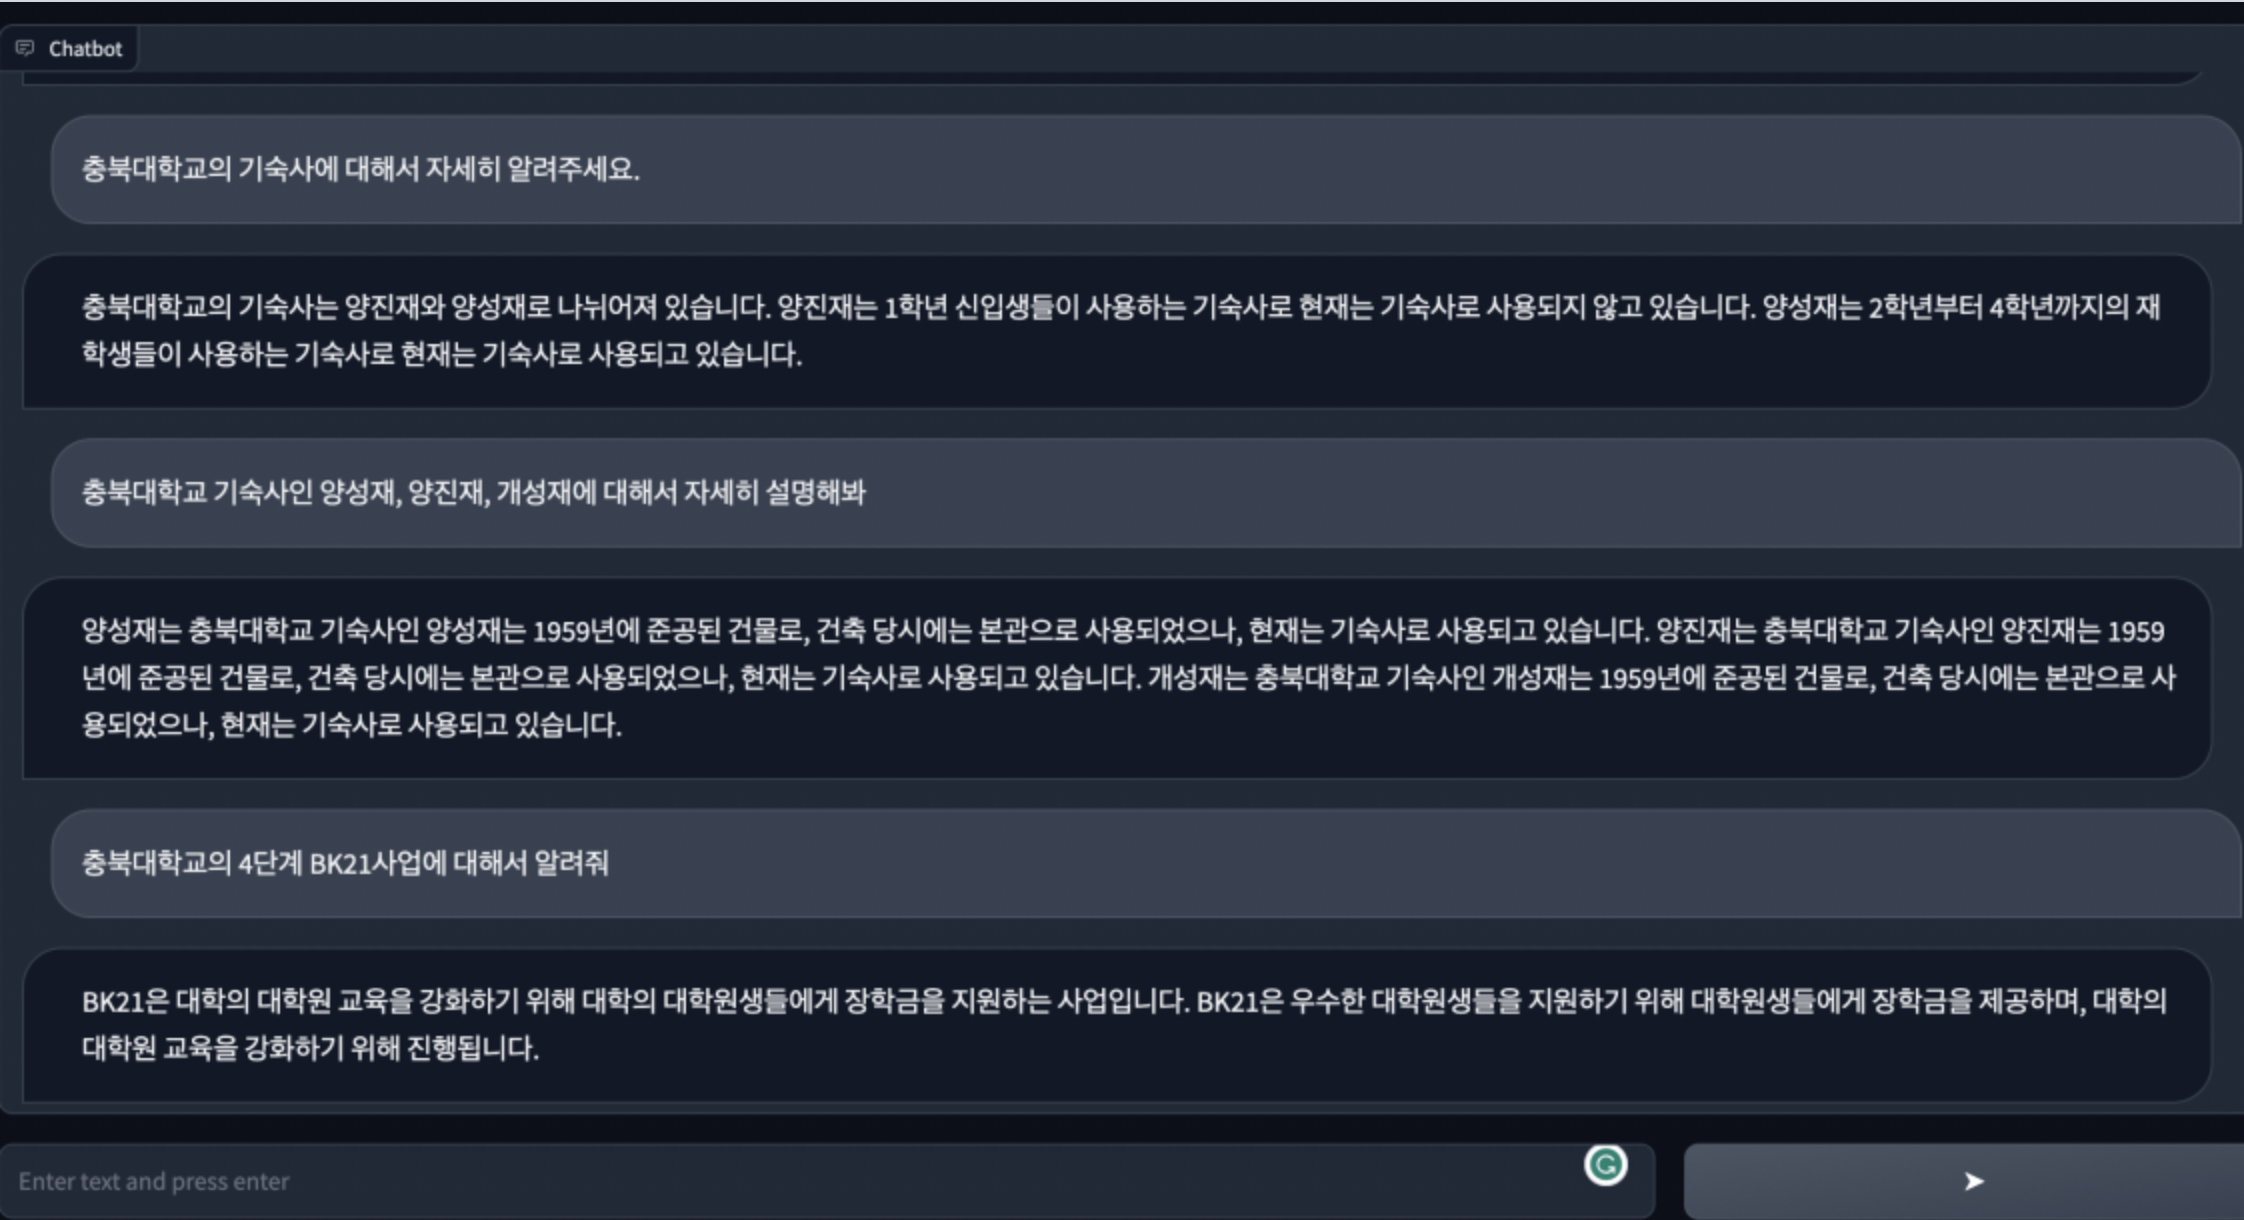 Chatbot
충북대학교의 기숙사에 대해서 자세히 알려주세요.
충북대학교의 기숙사는 양진재와 양성재로 나뉘어져 있습니다. 양진재는 1학년 신입생들이 사용하는 기숙사로 현재는 기숙사로 사용되지 않고 있습니다. 양성재는 2학년부터 4학년까지의 재
학생들이 사용하는 기숙사로 현재는 기숙사로 사용되고 있습니다.
충북대학교 기숙사인 양성재, 양진재, 개성재에 대해서 자세히 설명해봐
양성재는 충북대학교 기숙사인 양성재는 1959년에 준공된 건물로, 건축 당시에는 본관으로 사용되었으나, 현재는 기숙사로 사용되고 있습니다. 양진재는 충북대학교 기숙사인 양진재는 1959
년에 준공된 건물로, 건축 당시에는 본관으로 사용되었으나, 현재는 기숙사로 사용되고 있습니다. 개성재는 충북대학교 기숙사인 개성재는 1959년에 준공된 건물로, 건축 당시에는 본관으로 사
용되었으나, 현재는 기숙사로 사용되고 있습니다.
충북대학교의 4단계 BK21사업에 대해서 알려줘
BK21은 대학의 대학원 교육을 강화하기 위해 대학의 대학원생들에게 장학금을 지원하는 사업입니다. BK21은 우수한 대학원생들을 지원하기 위해 대학원생들에게 장학금을 제공하며, 대학의
대학원 교육을 강화하기 위해 진행됩니다.
Enter text and press enter